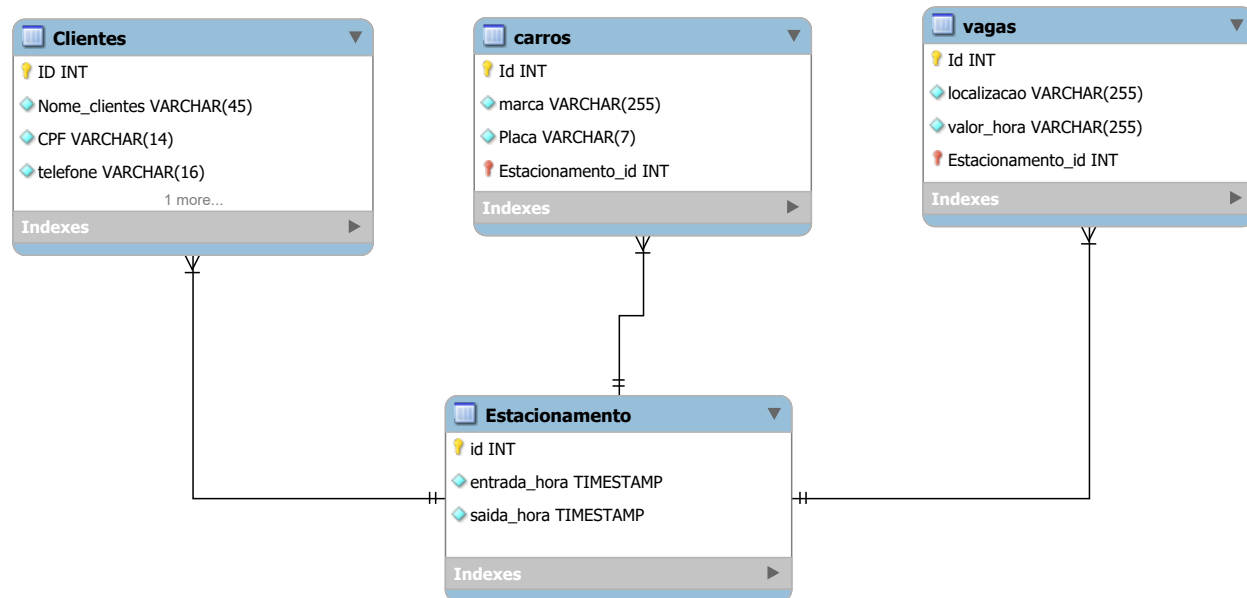 Clientes
ID INT
Nome_clientes VARCHAR(45)
CPF VARCHAR(14)
telefone VARCHAR(16)
1 more...
Indexes
carros
Id INT
marca VARCHAR(255)
Placa VARCHAR(7)
Estacionamento_id INT
Indexes
vagas
Id INT
localizacao VARCHAR(255)
valor_hora VARCHAR(255)
Estacionamento_id INT
Indexes
Estacionamento
id INT
entrada_hora TIMESTAMP
saida_hora TIMESTAMP
Indexes